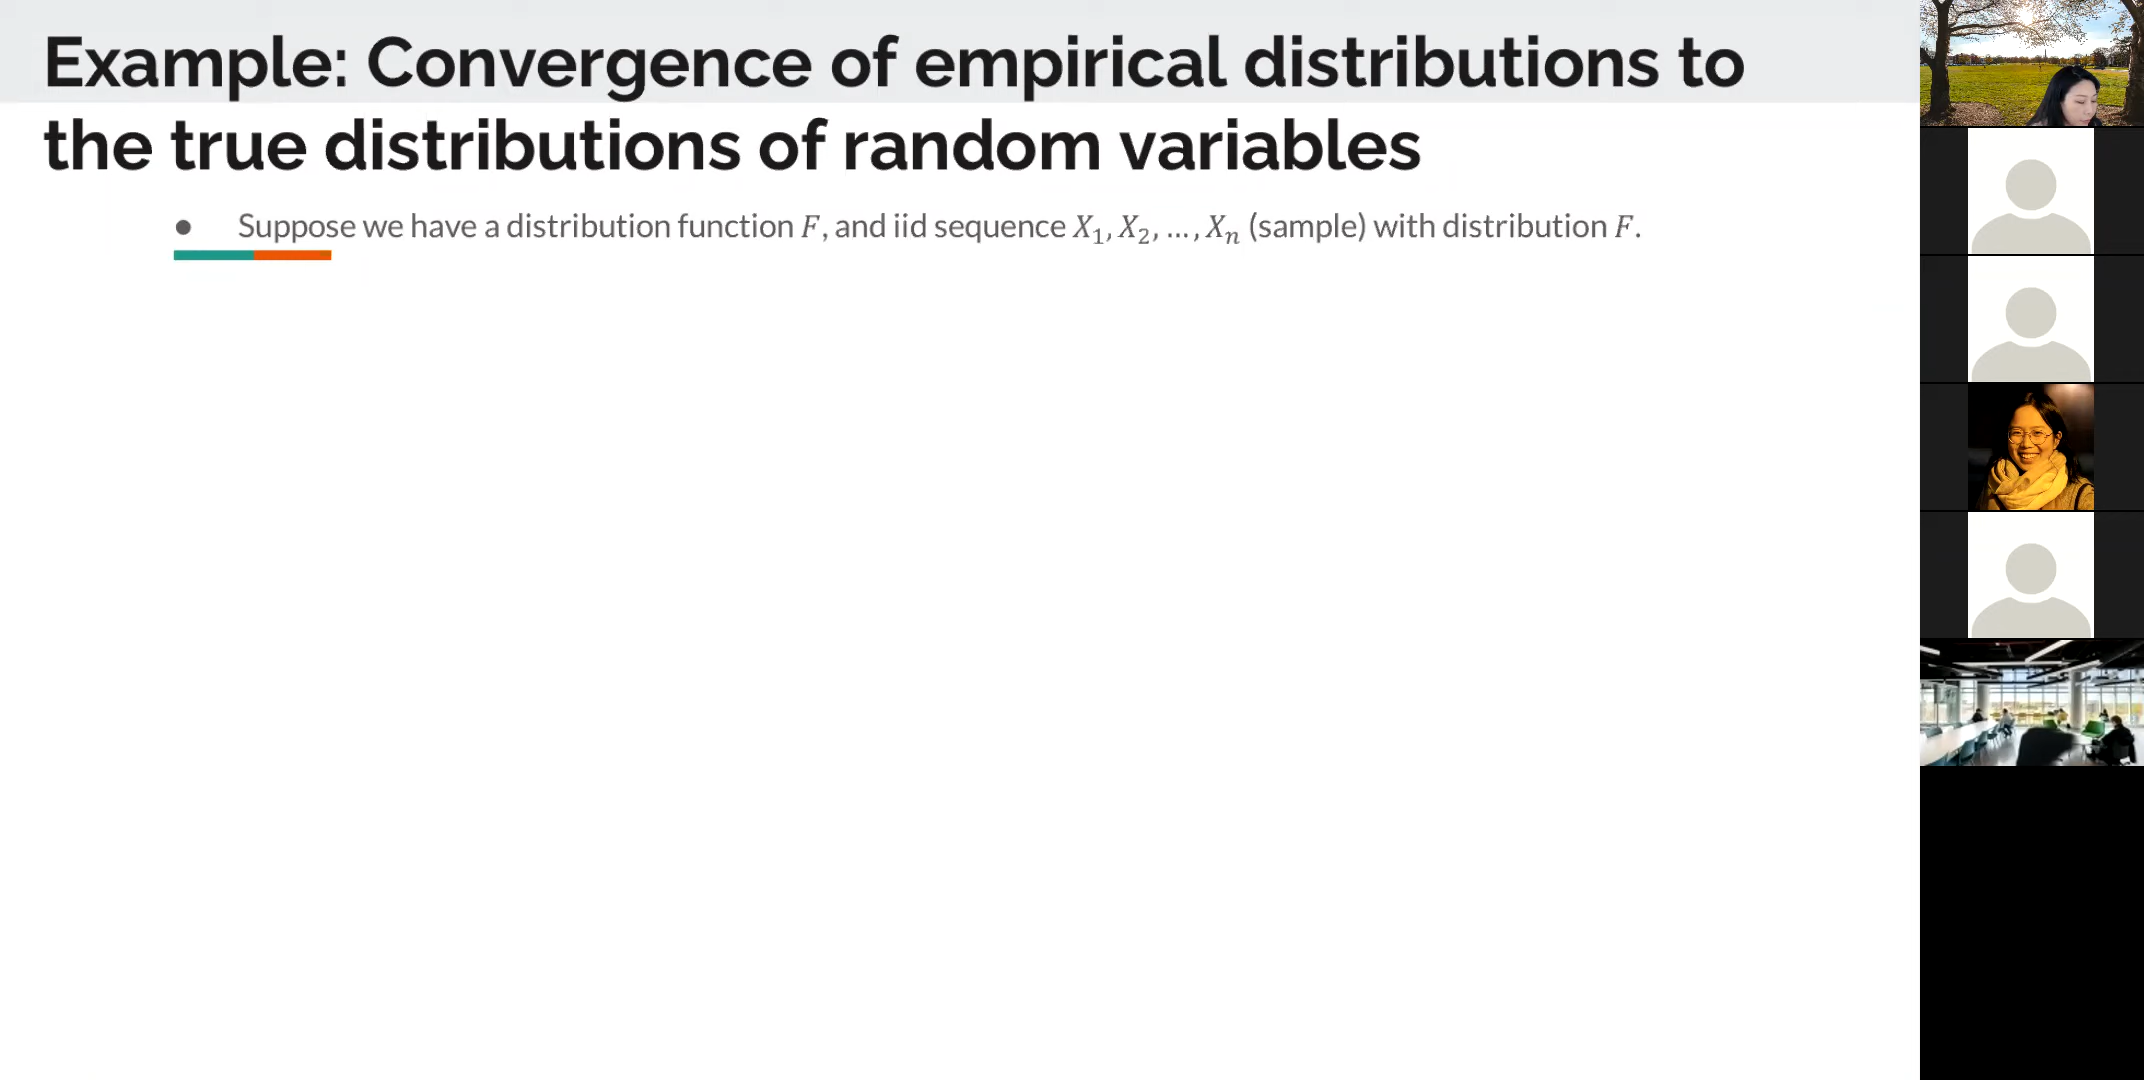 Example: Convergence of empirical distributions to
the true distributions of random variables
● Suppose we have a distribution function F, and iid sequence X₁, X₂, ..., Xₙ (sample) with distribution F.